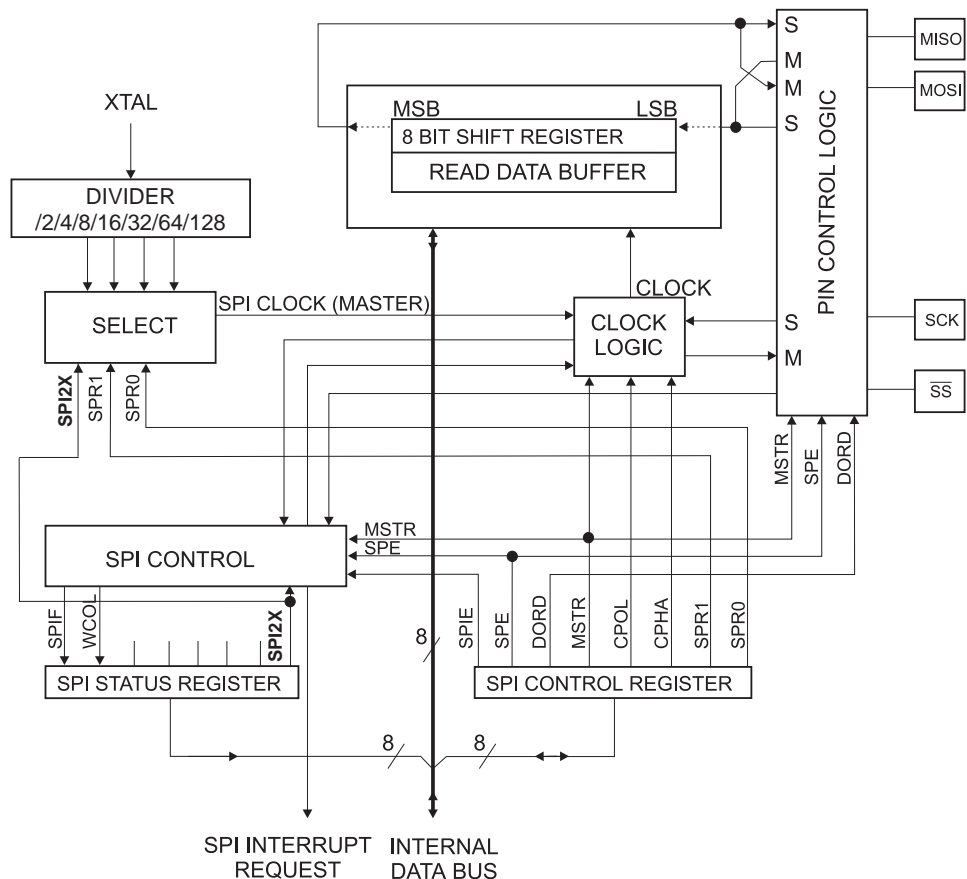 S
MISO
M
MOSI
M
XTAL
MSB
LSB
S
8 BIT SHIFT REGISTER
READ DATA BUFFER
DIVIDER
/2/4/8/16/32/64/128
PIN CONTROL LOGIC
SPI CLOCK (MASTER)
CLOCK
SELECT
CLOCK
LOGIC
S
SCK
M
SPI2X
SPR1
SPR0
SS
MSTR
SPE
DORD
MSTR
SPE
SPI CONTROL
SPIF
WCOL
SPI2X
8
SPIE
SPE
DORD
MSTR
CPOL
CPHA
SPR1
SPR0
SPI STATUS REGISTER
SPI CONTROL REGISTER
8
8
SPI INTERRUPT
REQUEST
INTERNAL
DATA BUS